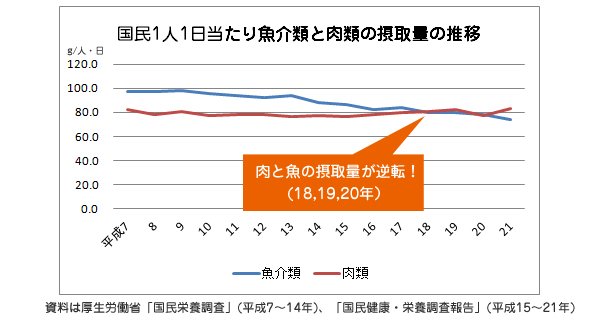 国民1人1日当たり魚介類と肉類の摂取量の推移
g/人・日
120.0
100.0
80.0
60.0
40.0
20.0
0.0
肉と魚の摂取量が逆転！
（18,19,20年）
平成7 8 9 10 11 12 13 14 15 16 17 18 19 20 21
魚介類 肉類
資料は厚生労働省「国民栄養調査」（平成7～14年）、「国民健康・栄養調査報告」（平成15～21年）